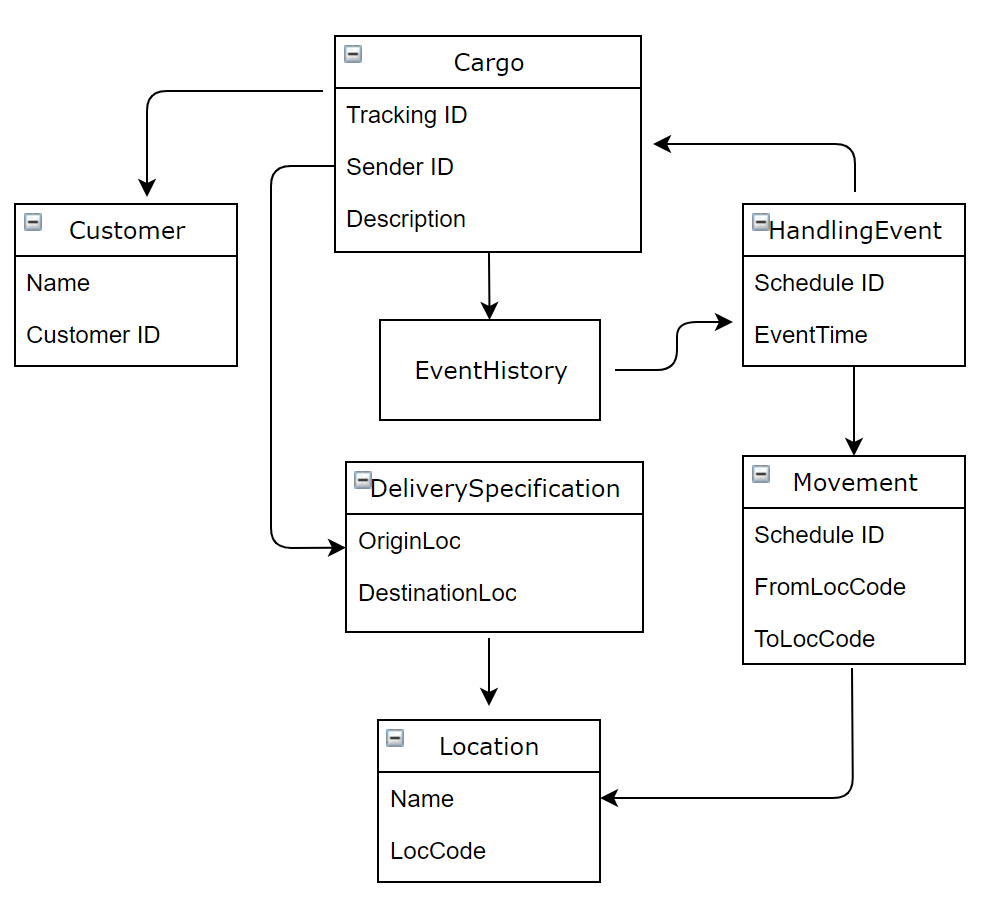 Cargo
Tracking ID
Sender ID
Description
Customer
Name
Customer ID
HandlingEvent
Schedule ID
EventTime
EventHistory
DeliverySpecification
OriginLoc
DestinationLoc
Movement
Schedule ID
FromLocCode
ToLocCode
Location
Name
LocCode